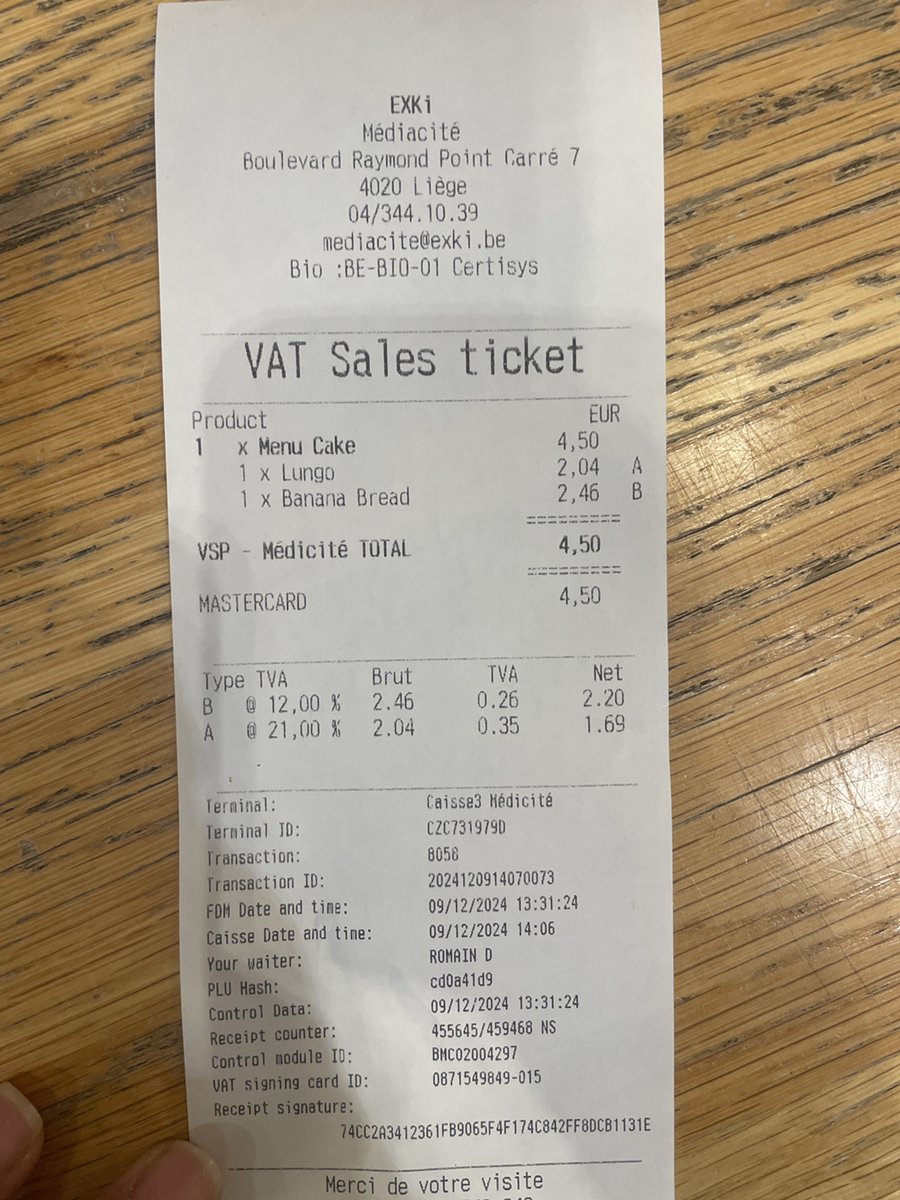 EXKi
Médiacité
Boulevard Raymond Point Carré 7
4020 Liège
04/344.10.39
mediacite@exki.be
Bio :BE-BIO-01 Certisys
VAT Sales ticket
Product EUR
1 x Menu Cake 4,50
1 x Lungo 2,04 A
1 x Banana Bread 2,46 B
==========
VSP - Médicité TOTAL 4,50
==========
MASTERCARD 4,50
Type TVA Brut TVA Net
B @ 12,00 % 2.46 0.26 2.20
A @ 21,00 % 2.04 0.35 1.69
Terminal: Caisse3 Médicité
Terminal ID: CZC731979D
Transaction: 8058
Transaction ID: 2024120914070073
FDM Date and time: 09/12/2024 13:31:24
Caisse Date and time: 09/12/2024 14:06
Your waiter: ROMAIN D
PLU Hash: cd0a41d9
Control Data: 09/12/2024 13:31:24
Receipt counter: 455645/459468 NS
Control module ID: BMC02004297
VAT signing card ID: 0871549849-015
Receipt signature:
74CC2A3412361FB9065F4F174C842FF8DCB1131E
Merci de votre visite